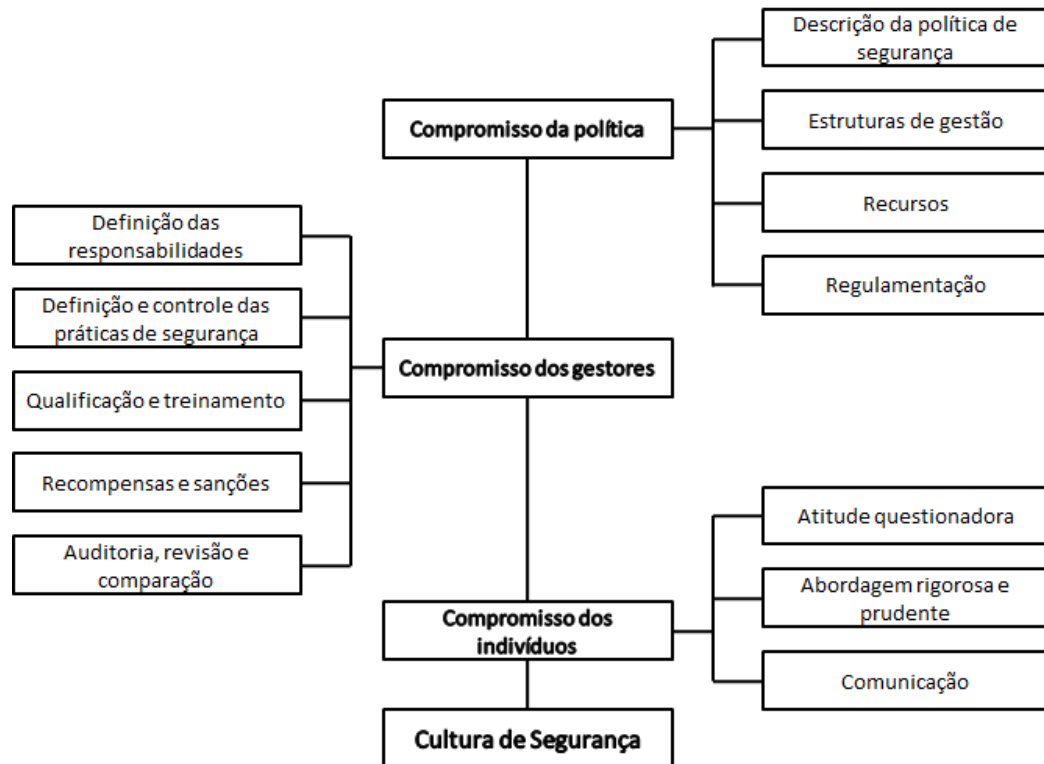 Descrição da política de
segurança
Compromisso da política
Estruturas de gestão
Recursos
Regulamentação
Definição das
responsabilidades
Definição e controle das
práticas de segurança
Compromisso dos gestores
Qualificação e treinamento
Recompensas e sanções
Auditoria, revisão e
comparação
Atitude questionadora
Abordagem rigorosa e
prudente
Compromisso dos
indivíduos
Comunicação
Cultura de Segurança